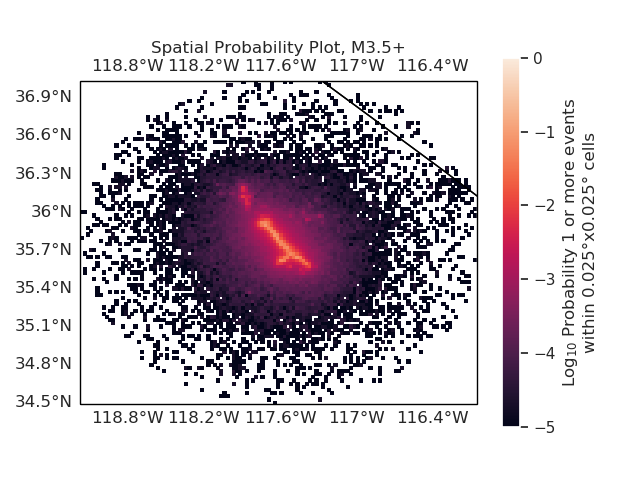 Spatial Probability Plot, M3.5+
118.8°W 118.2°W 117.6°W 117°W 116.4°W
36.9°N
36.6°N
36.3°N
36°N
35.7°N
35.4°N
35.1°N
34.8°N
34.5°N
118.8°W 118.2°W 117.6°W 117°W 116.4°W
0
−1
−2
−3
−4
−5
Log₁₀ Probability 1 or more events
within 0.025°x0.025° cells